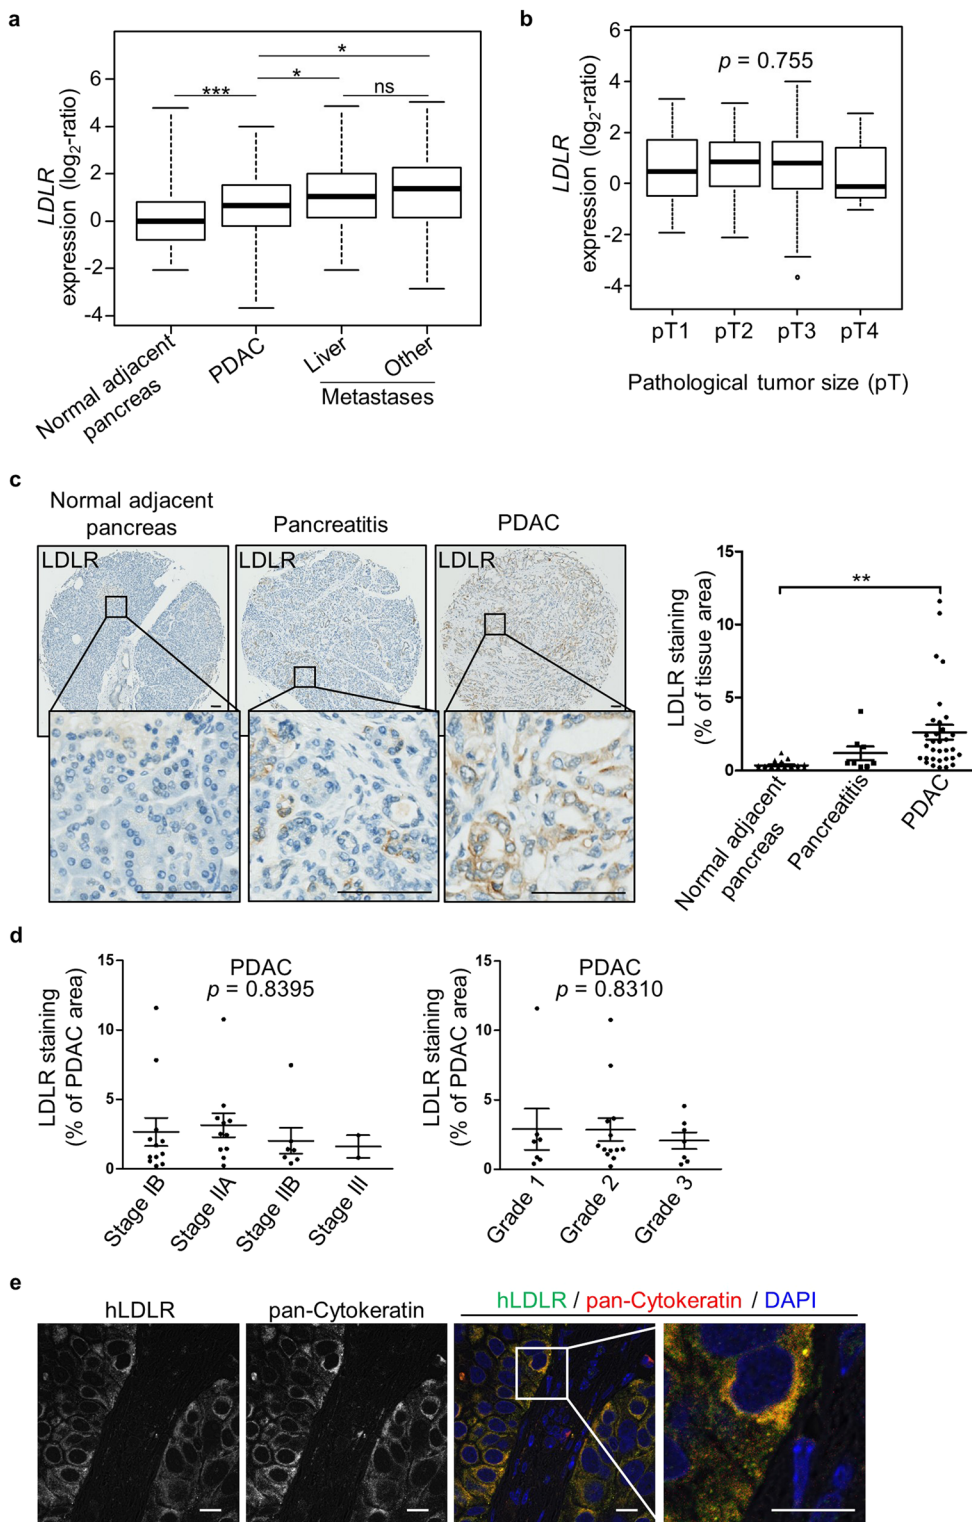 a
LDLR
expression (log2-ratio)
6
4
2
0
-2
-4
***
*
*
ns
Normal adjacent
pancreas
PDAC
Liver
Other
Metastases
b
LDLR
expression (log2-ratio)
6
4
2
0
-2
-4
p = 0.755
pT1
pT2
pT3
pT4
Pathological tumor size (pT)
c
Normal adjacent
pancreas
Pancreatitis
PDAC
LDLR
LDLR
LDLR
LDLR staining
(% of tissue area)
15
10
5
0
**
Normal adjacent
pancreas
Pancreatitis
PDAC
d
LDLR staining
(% of PDAC area)
15
10
5
0
PDAC
p = 0.8395
Stage IB
Stage IIA
Stage IIB
Stage III
LDLR staining
(% of PDAC area)
15
10
5
0
PDAC
p = 0.8310
Grade 1
Grade 2
Grade 3
e
hLDLR
pan-Cytokeratin
hLDLR / pan-Cytokeratin / DAPI